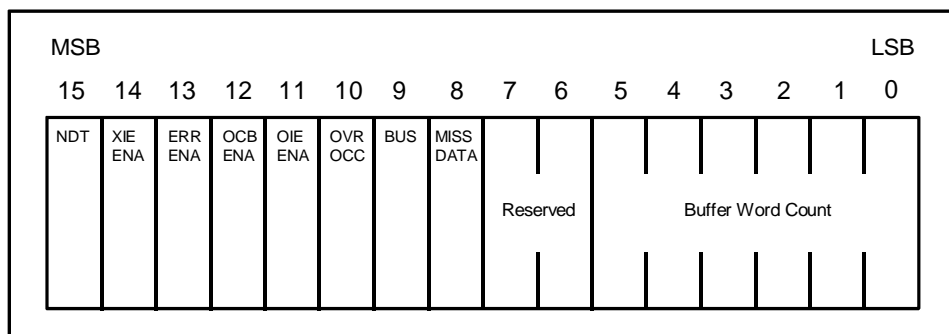 MSB LSB
15 14 13 12 11 10 9 8 7 6 5 4 3 2 1 0
NDT XIE ERR OCB OIE OVR BUS MISS
ENA ENA ENA ENA OCC DATA
Reserved Buffer Word Count